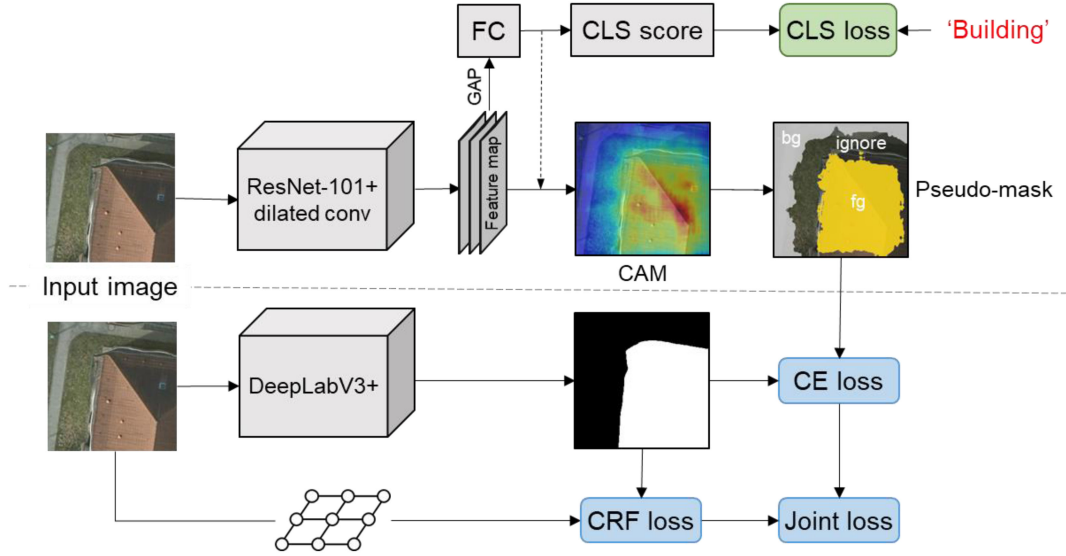 FC
CLS score
CLS loss
‘Building’
GAP
ResNet-101+
dilated conv
Feature map
bg
ignore
fg
Pseudo-mask
CAM
Input image
DeepLabV3+
CE loss
CRF loss
Joint loss